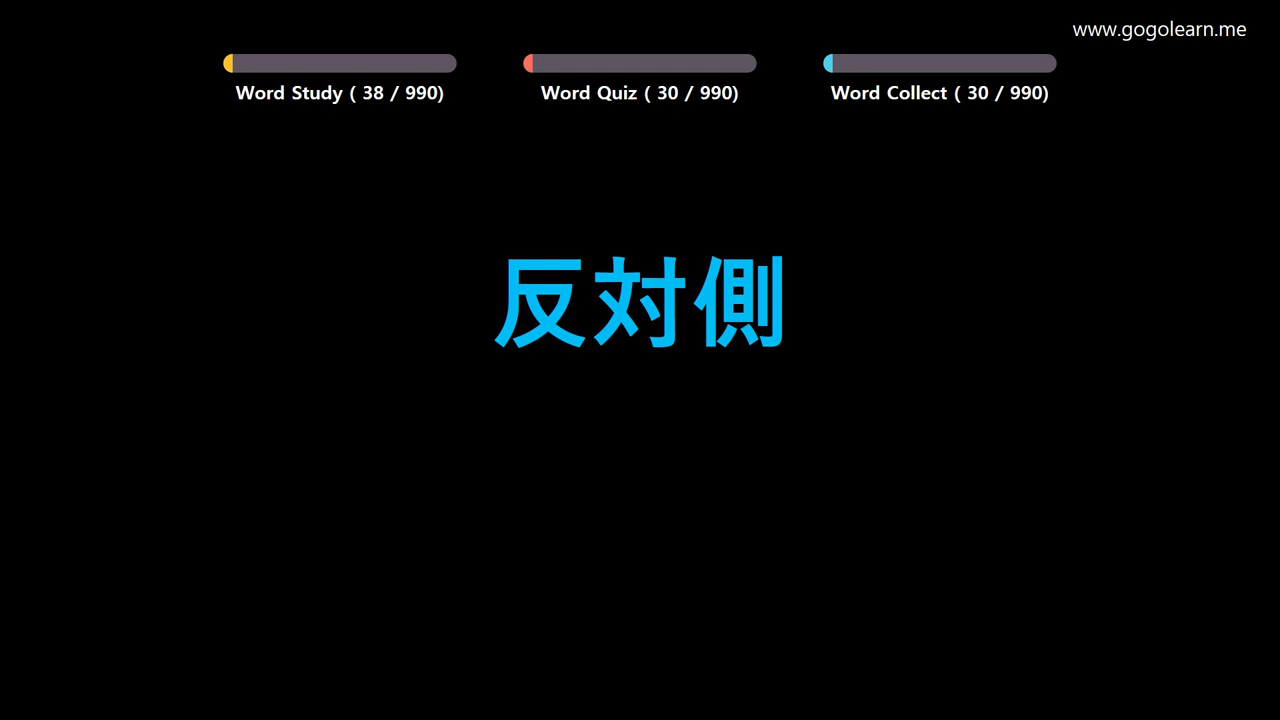 www.gogolearn.me
Word Study ( 38 / 990)
Word Quiz ( 30 / 990)
Word Collect ( 30 / 990)
反対側